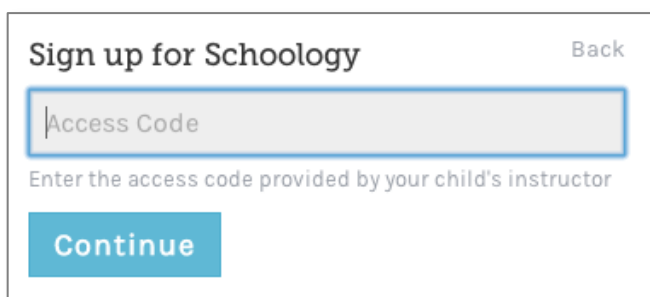 Sign up for Schoology
Back
Access Code
Enter the access code provided by your child's instructor
Continue